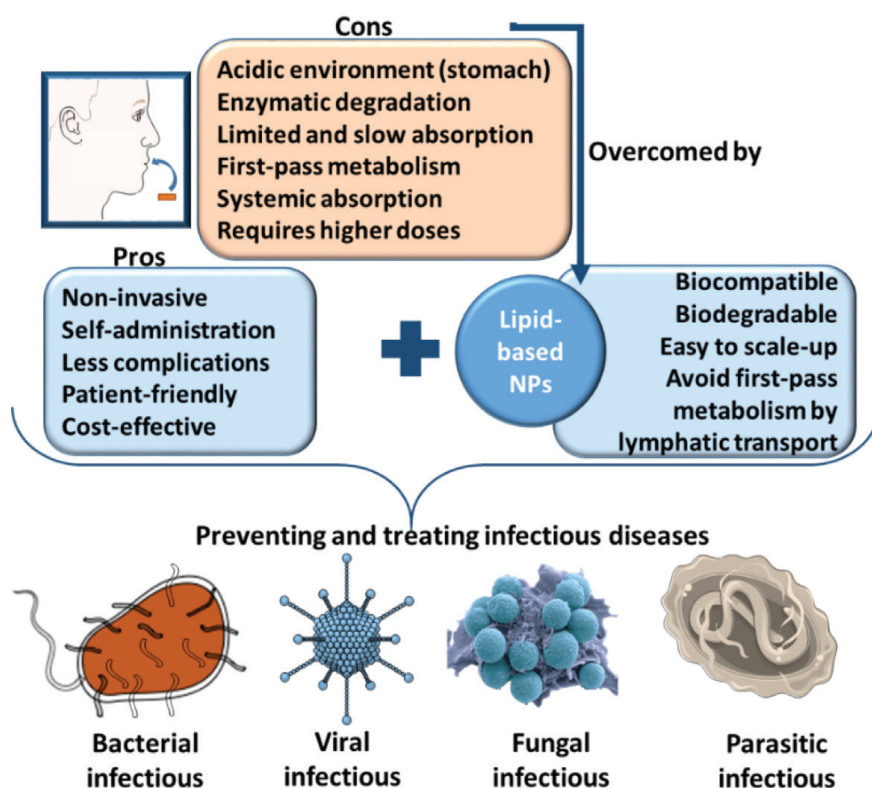 Cons
Acidic environment (stomach)
Enzymatic degradation
Limited and slow absorption
First-pass metabolism
Systemic absorption
Requires higher doses
Overcomed by
Pros
Non-invasive
Self-administration
Less complications
Patient-friendly
Cost-effective
Lipid-
based
NPs
Biocompatible
Biodegradable
Easy to scale-up
Avoid first-pass
metabolism by
lymphatic transport
Preventing and treating infectious diseases
Bacterial
infectious
Viral
infectious
Fungal
infectious
Parasitic
infectious